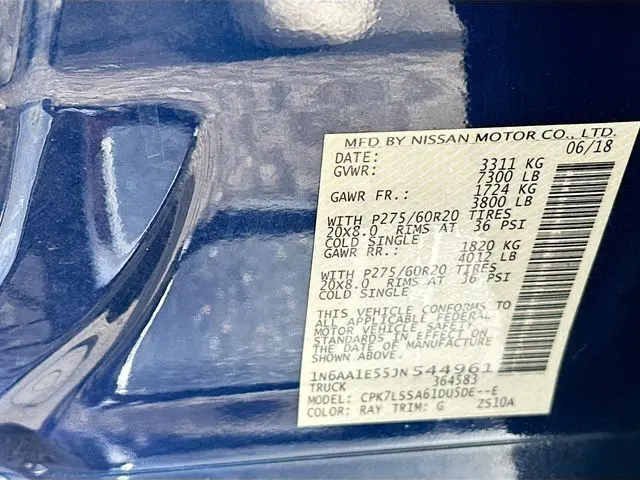 MFD BY NISSAN MOTOR CO., LTD.
DATE: 06/18
GVWR: 3311 KG
7300 LB
GAWR FR.: 1724 KG
3800 LB
WITH P275/60R20 TIRES
20X8.0 RIMS AT 36 PSI
COLD SINGLE
GAWR RR.: 1820 KG
4012 LB
WITH P275/60R20 TIRES
20X8.0 RIMS AT 36 PSI
COLD SINGLE
THIS VEHICLE CONFORMS TO
ALL APPLICABLE FEDERAL
MOTOR VEHICLE SAFETY
STANDARDS IN EFFECT ON
THE DATE OF MANUFACTURE
SHOWN ABOVE.
1N6AA1E55JN544961
TRUCK 364583
MODEL: CPK7LSSA61DU5DE--E
COLOR: RAY TRIM: G ZS10A